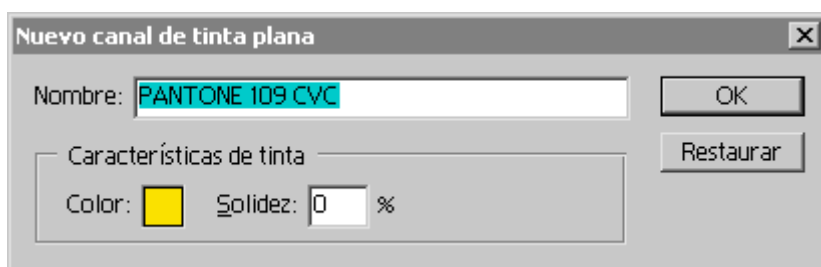 Nuevo canal de tinta plana
Nombre: PANTONE 109 CVC
OK
Restaurar
Características de tinta
Color: Solidez: 0 %